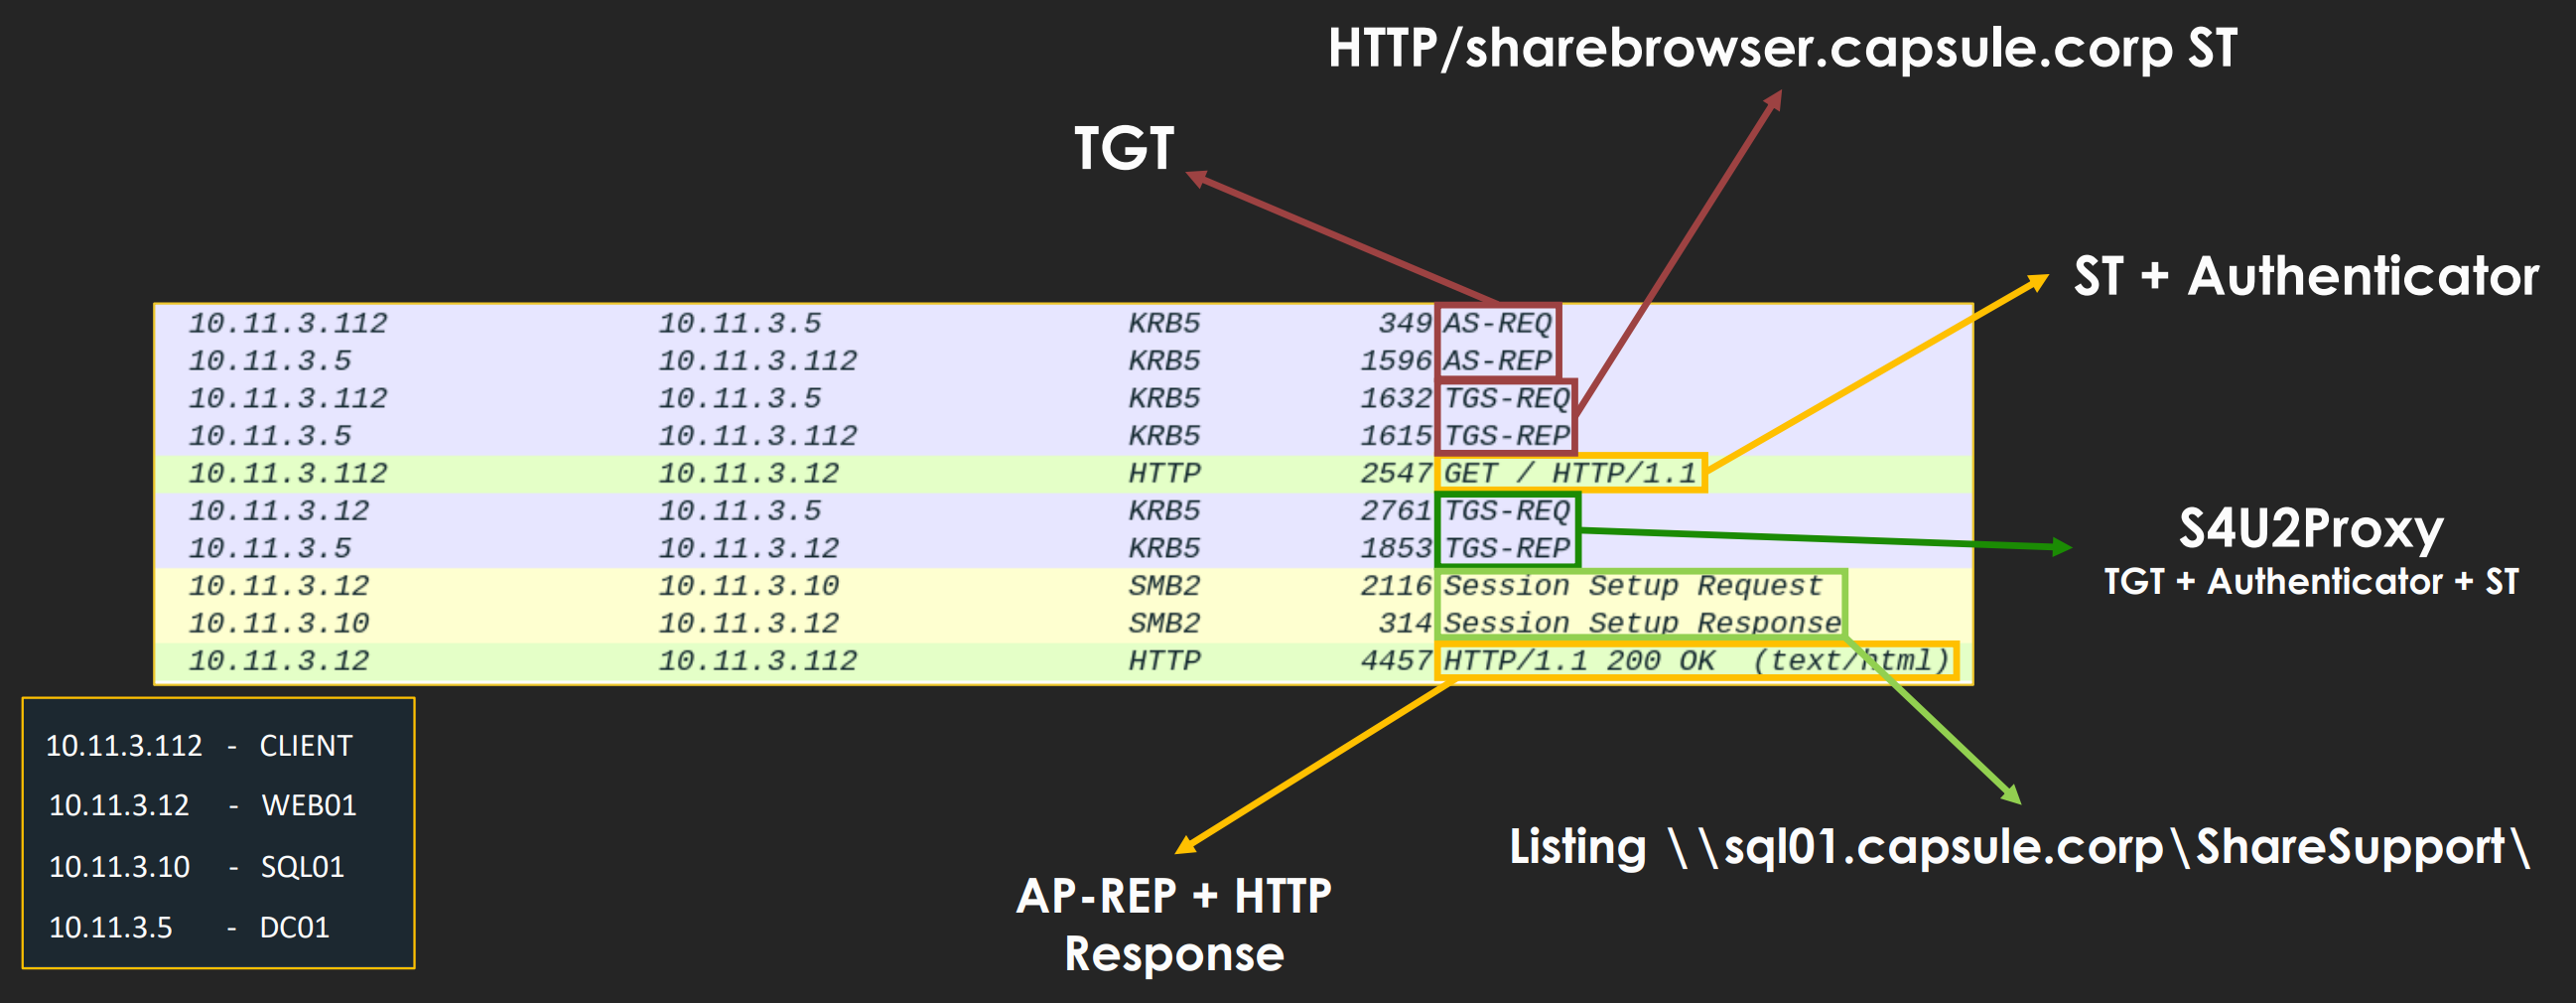 HTTP/sharebrowser.capsule.corp ST
TGT
ST + Authenticator
10.11.3.112 10.11.3.5 KRB5 349 AS-REQ
10.11.3.5 10.11.3.112 KRB5 1596 AS-REP
10.11.3.112 10.11.3.5 KRB5 1632 TGS-REQ
10.11.3.5 10.11.3.112 KRB5 1615 TGS-REP
10.11.3.112 10.11.3.12 HTTP 2547 GET / HTTP/1.1
10.11.3.12 10.11.3.5 KRB5 2761 TGS-REQ
10.11.3.5 10.11.3.12 KRB5 1853 TGS-REP
10.11.3.12 10.11.3.10 SMB2 2116 Session Setup Request
10.11.3.10 10.11.3.12 SMB2 314 Session Setup Response
10.11.3.12 10.11.3.112 HTTP 4457 HTTP/1.1 200 OK (text/html)
S4U2Proxy
TGT + Authenticator + ST
10.11.3.112 - CLIENT
10.11.3.12 - WEB01
10.11.3.10 - SQL01
10.11.3.5 - DC01
Listing \\sql01.capsule.corp\ShareSupport\
AP-REP + HTTP
Response